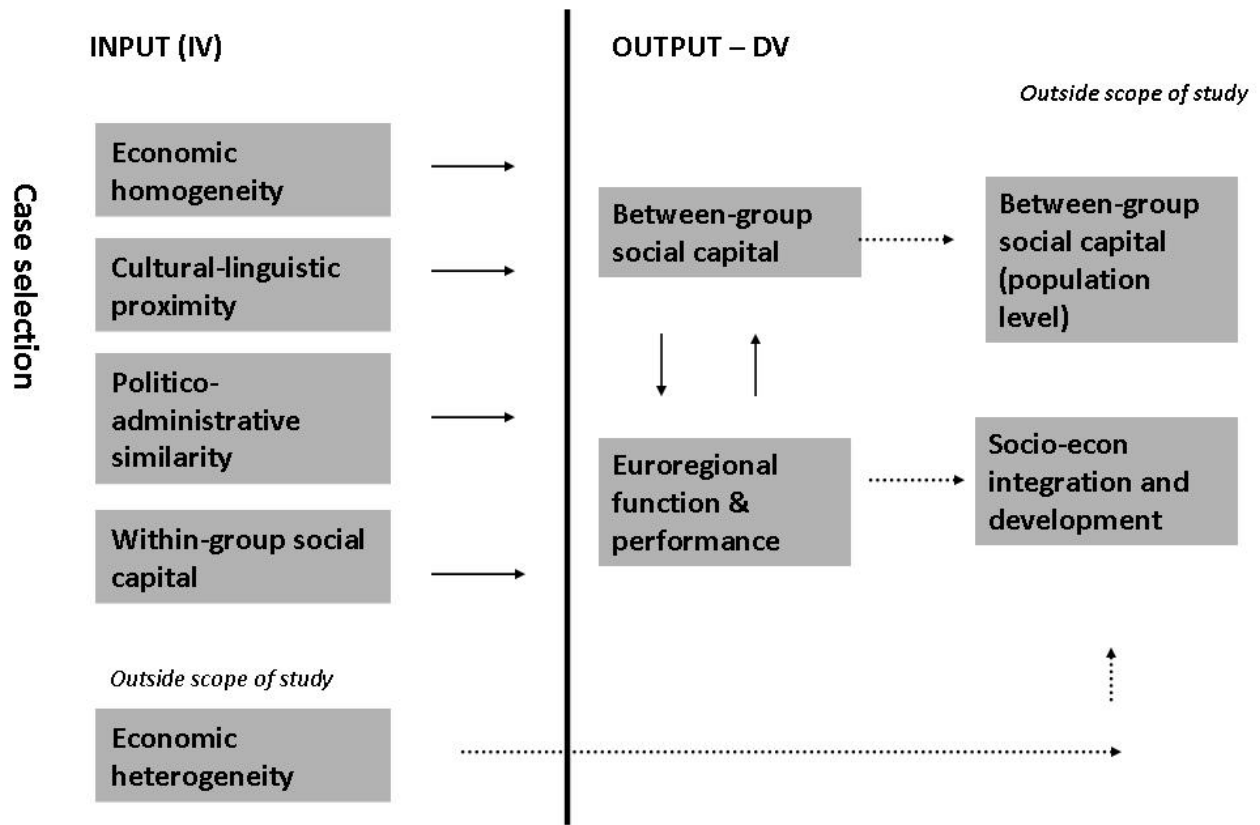 INPUT (IV)
OUTPUT – DV
Outside scope of study
Case selection
Economic
homogeneity
Cultural-linguistic
proximity
Politico-
administrative
similarity
Within-group social
capital
Outside scope of study
Economic
heterogeneity
Between-group
social capital
Between-group
social capital
(population
level)
Euroregional
function &
performance
Socio-econ
integration and
development